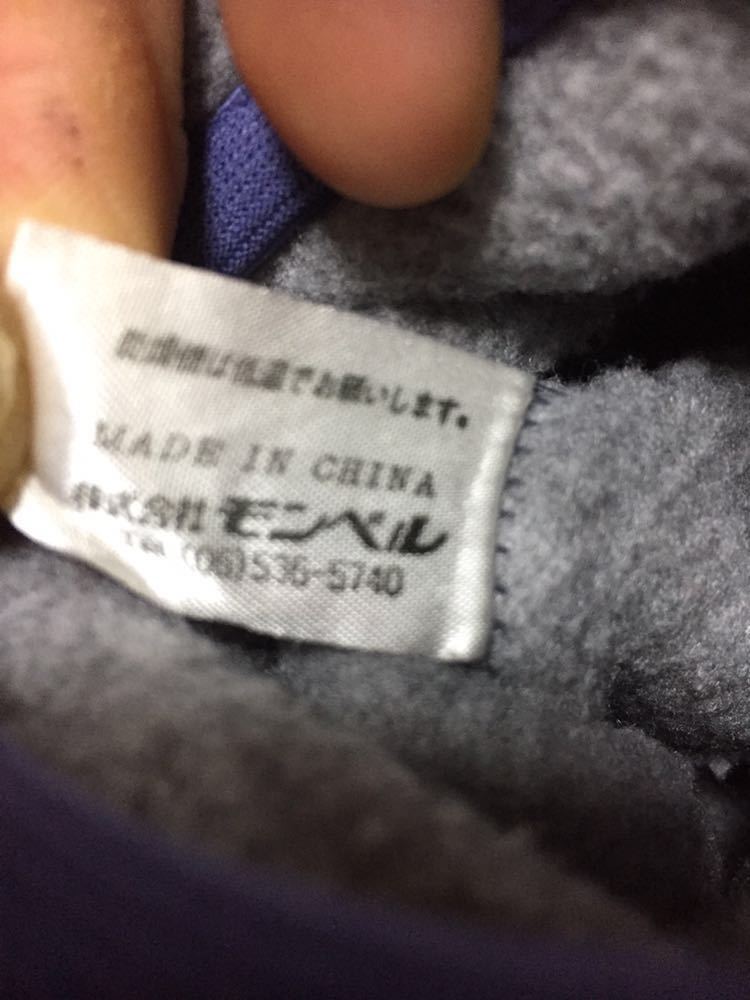 乾燥機は低温でお願いします。
MADE IN CHINA
株式会社 モンベル
TEL (06)536-5740